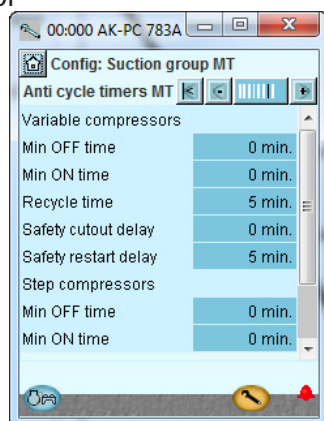 or
00:000 AK-PC 783A
Config: Suction group MT
Anti cycle timers MT
Variable compressors
Min OFF time 0 min.
Min ON time 0 min.
Recycle time 5 min.
Safety cutout delay 0 min.
Safety restart delay 5 min.
Step compressors
Min OFF time 0 min.
Min ON time 0 min.